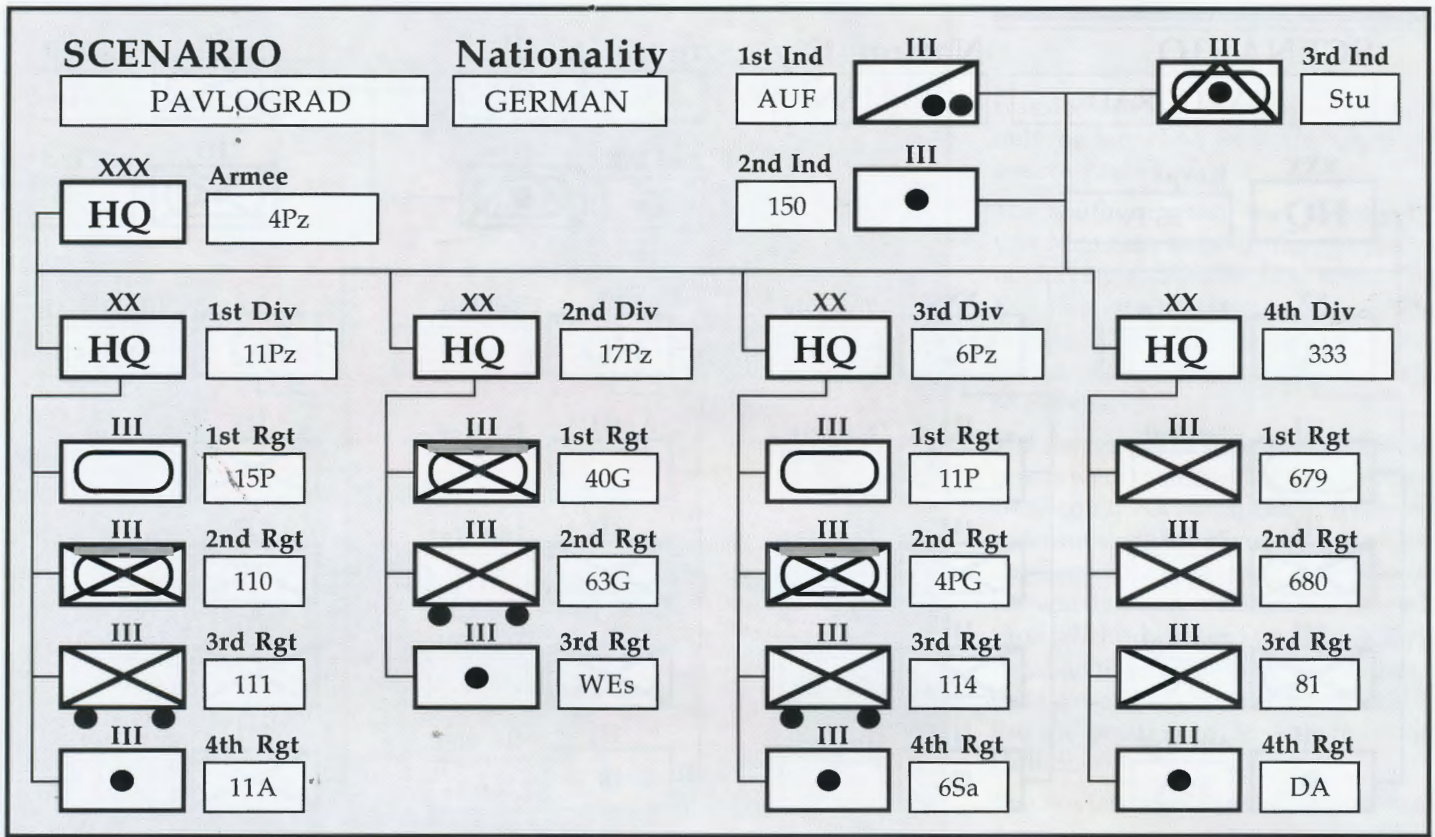 SCENARIO
PAVLOGRAD
Nationality
GERMAN
1st Ind
AUF
III
III
3rd Ind
Stu
2nd Ind
150
III
XXX
HQ
Armee
4Pz
XX
HQ
1st Div
11Pz
XX
HQ
2nd Div
17Pz
XX
HQ
3rd Div
6Pz
XX
HQ
4th Div
333
III
1st Rgt
15P
III
1st Rgt
40G
III
1st Rgt
11P
III
1st Rgt
679
III
2nd Rgt
110
III
2nd Rgt
63G
III
2nd Rgt
4PG
III
2nd Rgt
680
III
3rd Rgt
111
III
3rd Rgt
WEs
III
3rd Rgt
114
III
3rd Rgt
81
III
4th Rgt
11A
III
4th Rgt
6Sa
III
4th Rgt
DA